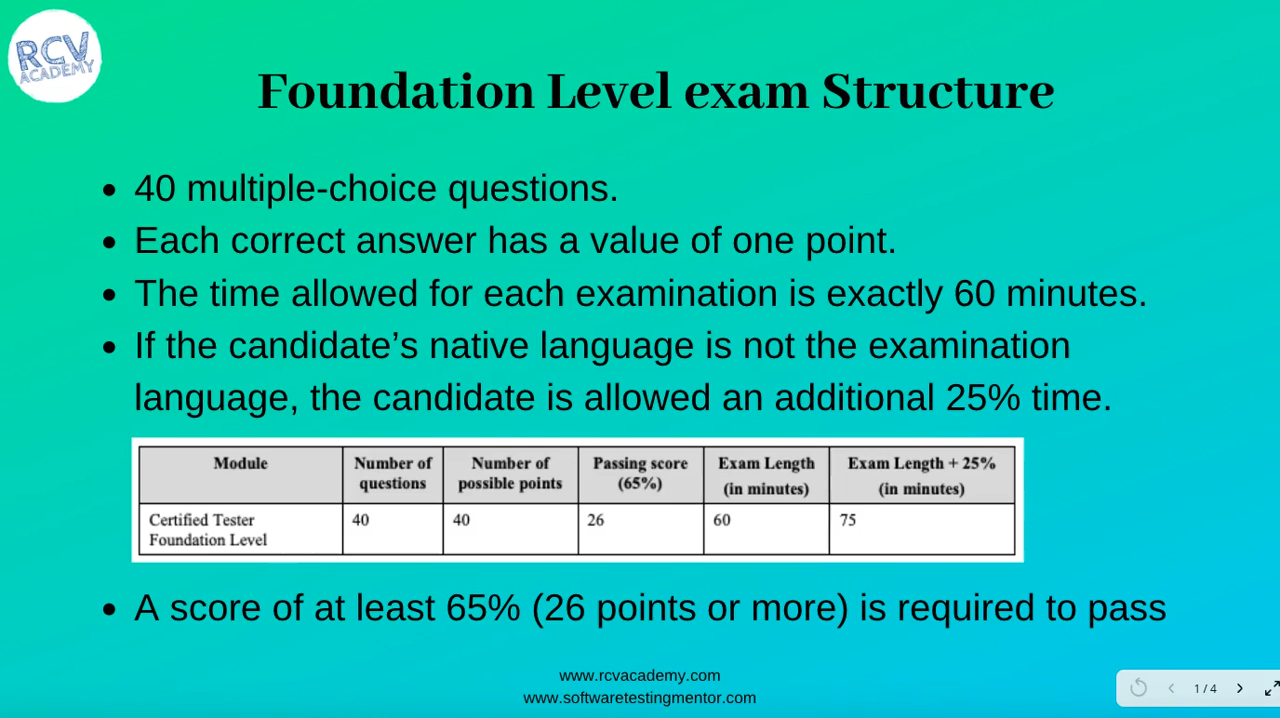 RCV
ACADEMY
Foundation Level exam Structure
• 40 multiple-choice questions.
• Each correct answer has a value of one point.
• The time allowed for each examination is exactly 60 minutes.
• If the candidate’s native language is not the examination
language, the candidate is allowed an additional 25% time.
Module Number of questions Number of possible points Passing score (65%) Exam Length (in minutes) Exam Length + 25% (in minutes)
Certified Tester Foundation Level 40 40 26 60 75
• A score of at least 65% (26 points or more) is required to pass
www.rcvacademy.com
www.softwaretestingmentor.com
1 / 4